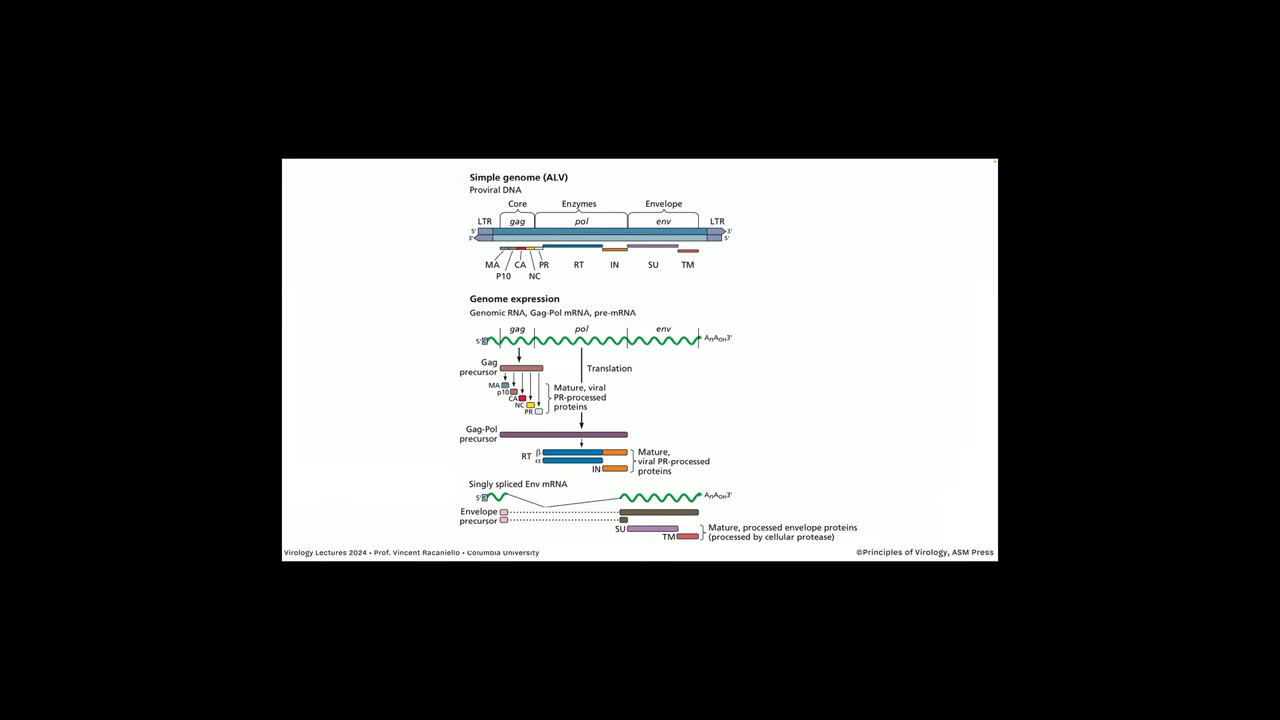 Simple genome (ALV)
Proviral DNA
Core Enzymes Envelope
LTR gag pol env LTR
5' 3'
3' 5'
MA CA PR RT IN SU TM
P10 NC
Genome expression
Genomic RNA, Gag-Pol mRNA, pre-mRNA
gag pol env
5' C AnAOH3'
Gag
precursor
Translation
MA
p10
CA
NC
PR
Mature, viral
PR-processed
proteins
Gag-Pol
precursor
RT β
α
IN
Mature,
viral PR-processed
proteins
Singly spliced Env mRNA
5' C AnAOH3'
Envelope
precursor
SU
TM
Mature, processed envelope proteins
(processed by cellular protease)
Virology Lectures 2024 • Prof. Vincent Racaniello • Columbia University
©Principles of Virology, ASM Press